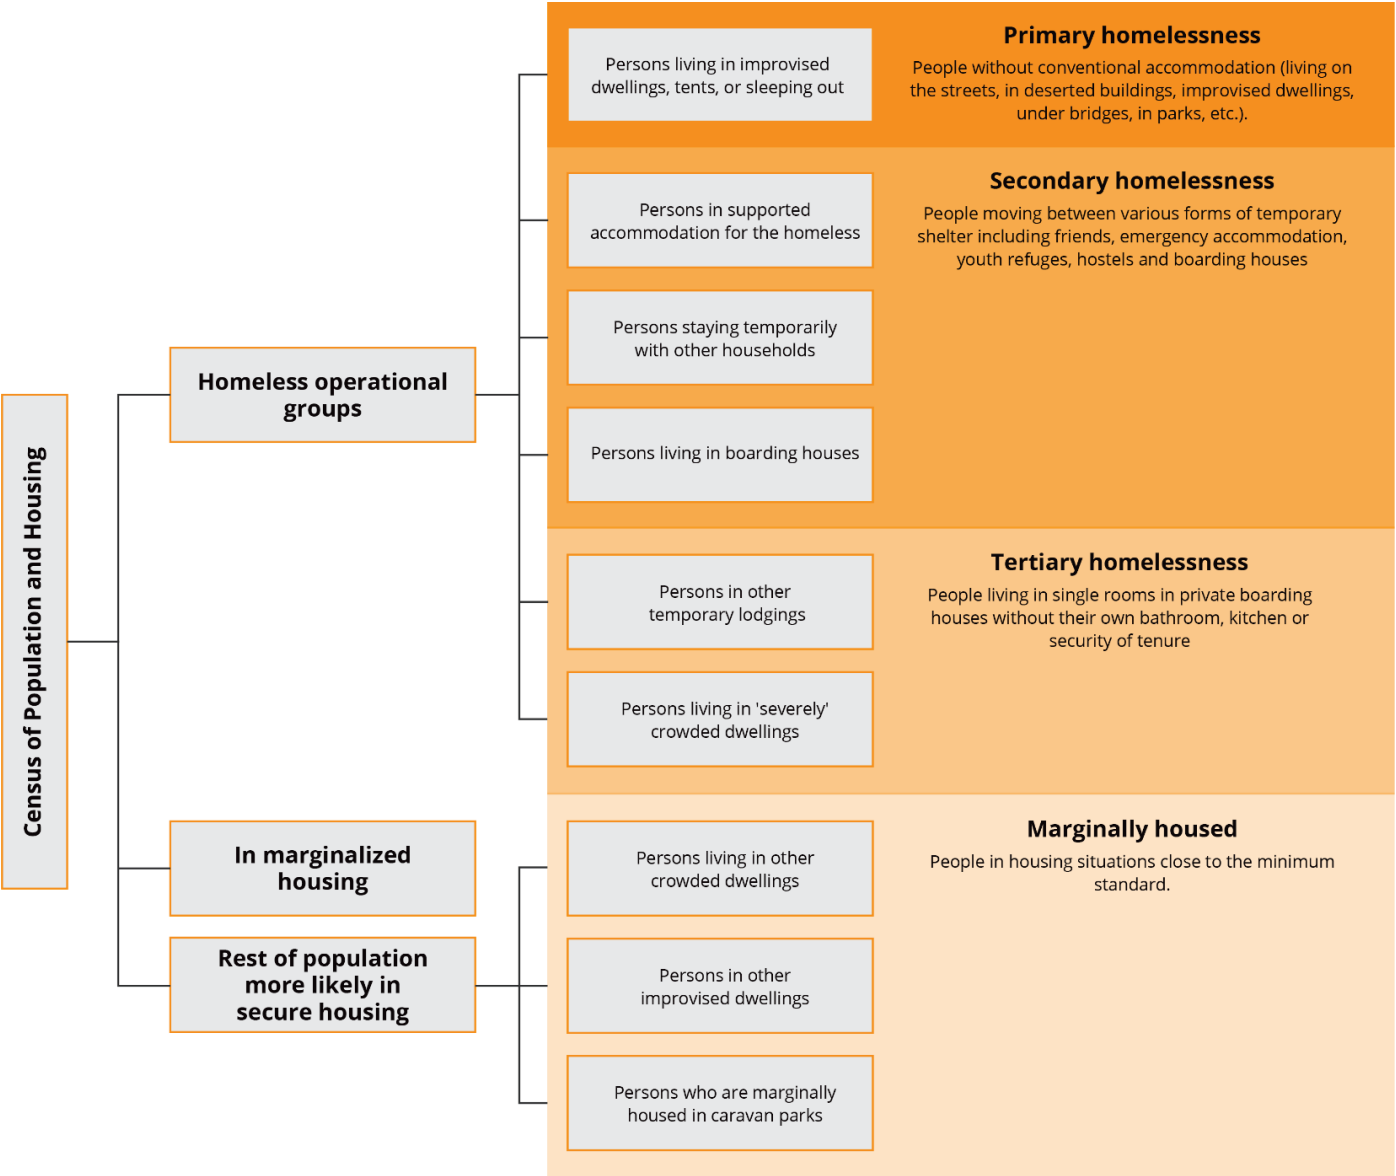 Census of Population and Housing
Homeless operational
groups
In marginalized
housing
Rest of population
more likely in
secure housing
Persons living in improvised
dwellings, tents, or sleeping out
Primary homelessness
People without conventional accommodation (living on
the streets, in deserted buildings, improvised dwellings,
under bridges, in parks, etc.).
Persons in supported
accommodation for the homeless
Persons staying temporarily
with other households
Persons living in boarding houses
Secondary homelessness
People moving between various forms of temporary
shelter including friends, emergency accommodation,
youth refuges, hostels and boarding houses
Persons in other
temporary lodgings
Persons living in 'severely'
crowded dwellings
Tertiary homelessness
People living in single rooms in private boarding
houses without their own bathroom, kitchen or
security of tenure
Persons living in other
crowded dwellings
Persons in other
improvised dwellings
Persons who are marginally
housed in caravan parks
Marginally housed
People in housing situations close to the minimum
standard.